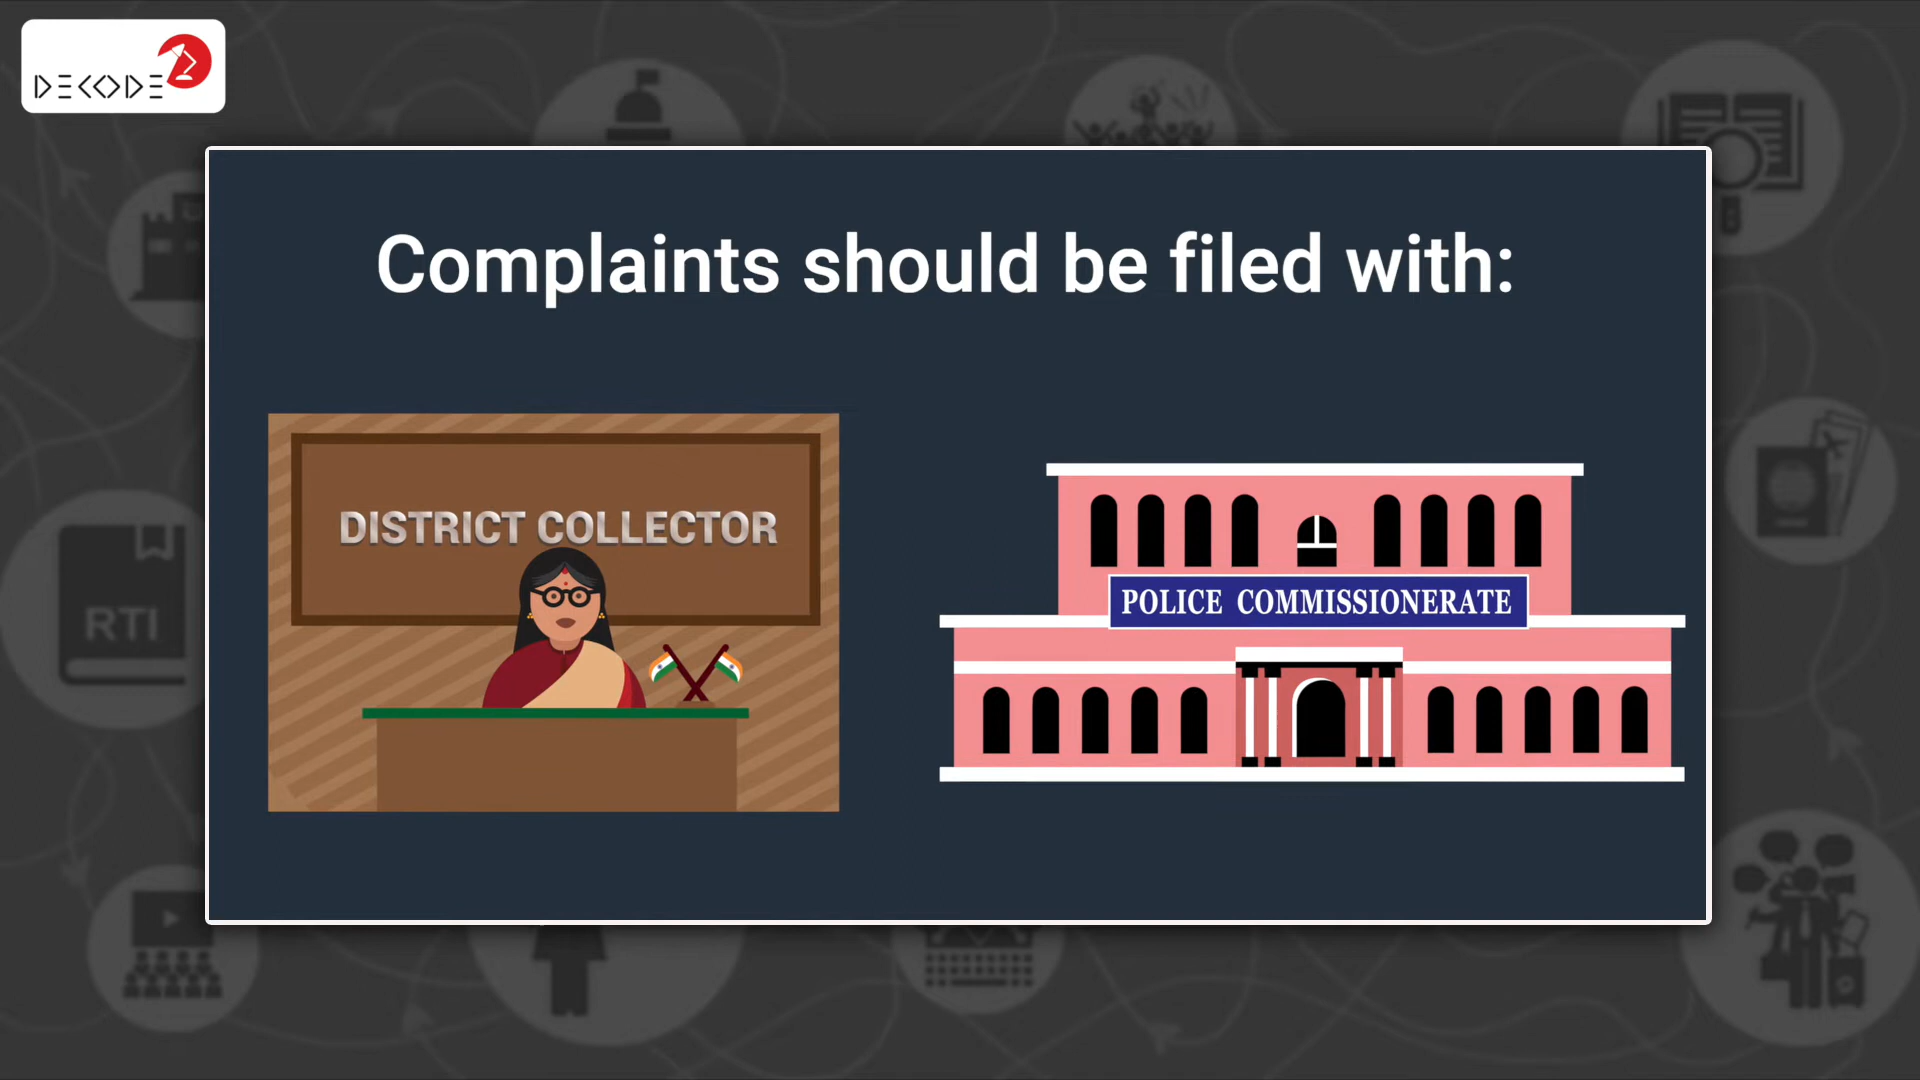 DECODE
Complaints should be filed with:
DISTRICT COLLECTOR
POLICE COMMISSIONERATE
RTI